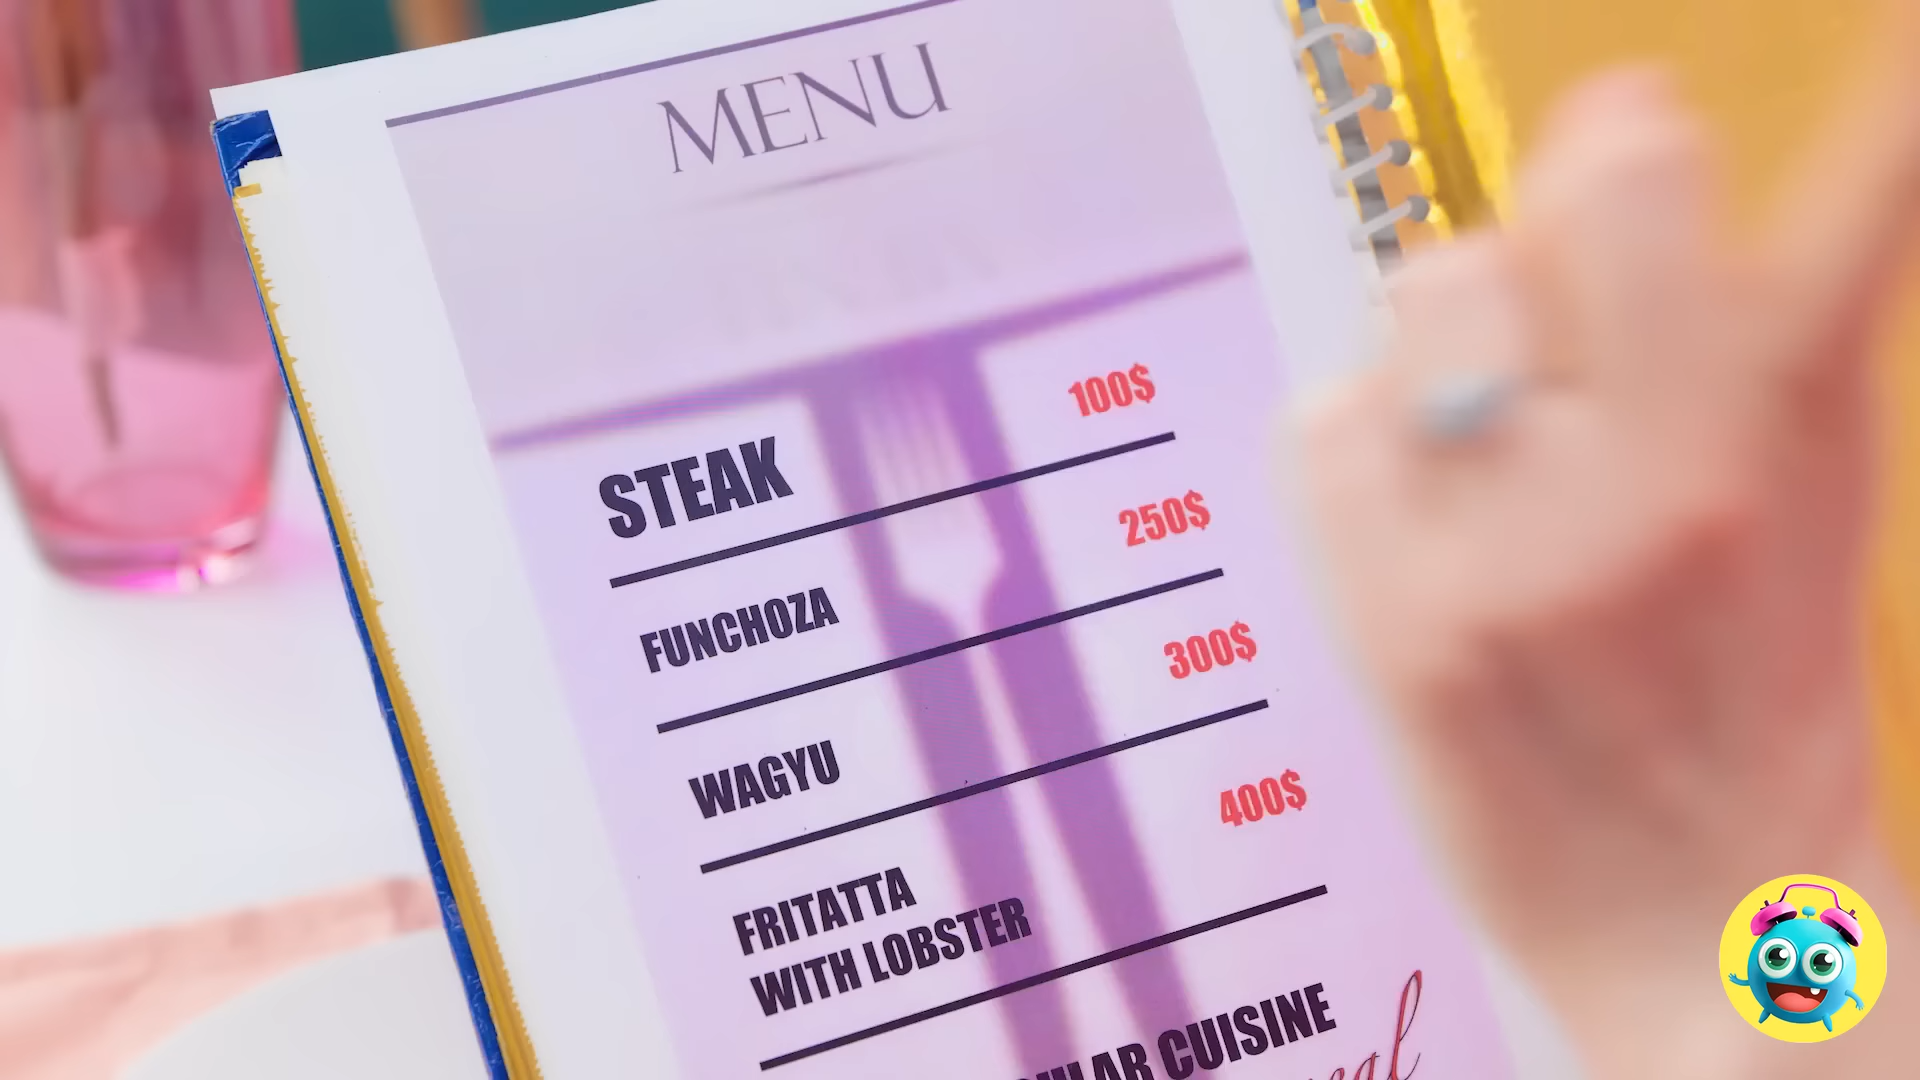 MENU
STEAK 100$
FUNCHOZA 250$
WAGYU 300$
FRITATTA 400$
WITH LOBSTER
CUISINE